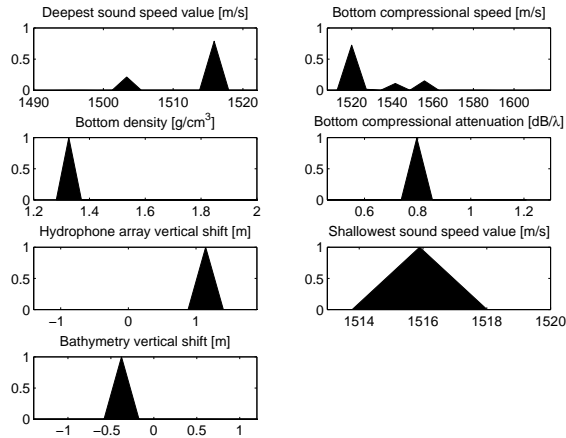 Deepest sound speed value [m/s]
1
0.5
0
1490 1500 1510 1520
Bottom compressional speed [m/s]
1
0.5
0
1520 1540 1560 1580 1600
Bottom density [g/cm³]
1
0.5
0
1.2 1.4 1.6 1.8 2
Bottom compressional attenuation [dB/λ]
1
0.5
0
0.6 0.8 1 1.2
Hydrophone array vertical shift [m]
1
0.5
0
−1 0 1
Shallowest sound speed value [m/s]
1
0.5
0
1514 1516 1518 1520
Bathymetry vertical shift [m]
1
0.5
0
−1 −0.5 0 0.5 1